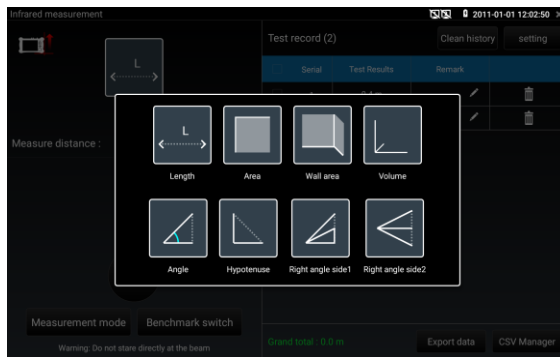 Infrared measurement
2011-01-01 12:02:50
Test record (2)
Clean history
setting
L
Serial
Test Results
Remark
Measure distance :
L
Length
Area
Wall area
Volume
Angle
Hypotenuse
Right angle side1
Right angle side2
Measurement mode
Benchmark switch
Warning: Do not stare directly at the beam
Grand total : 0.0 m
Export data
CSV Manager